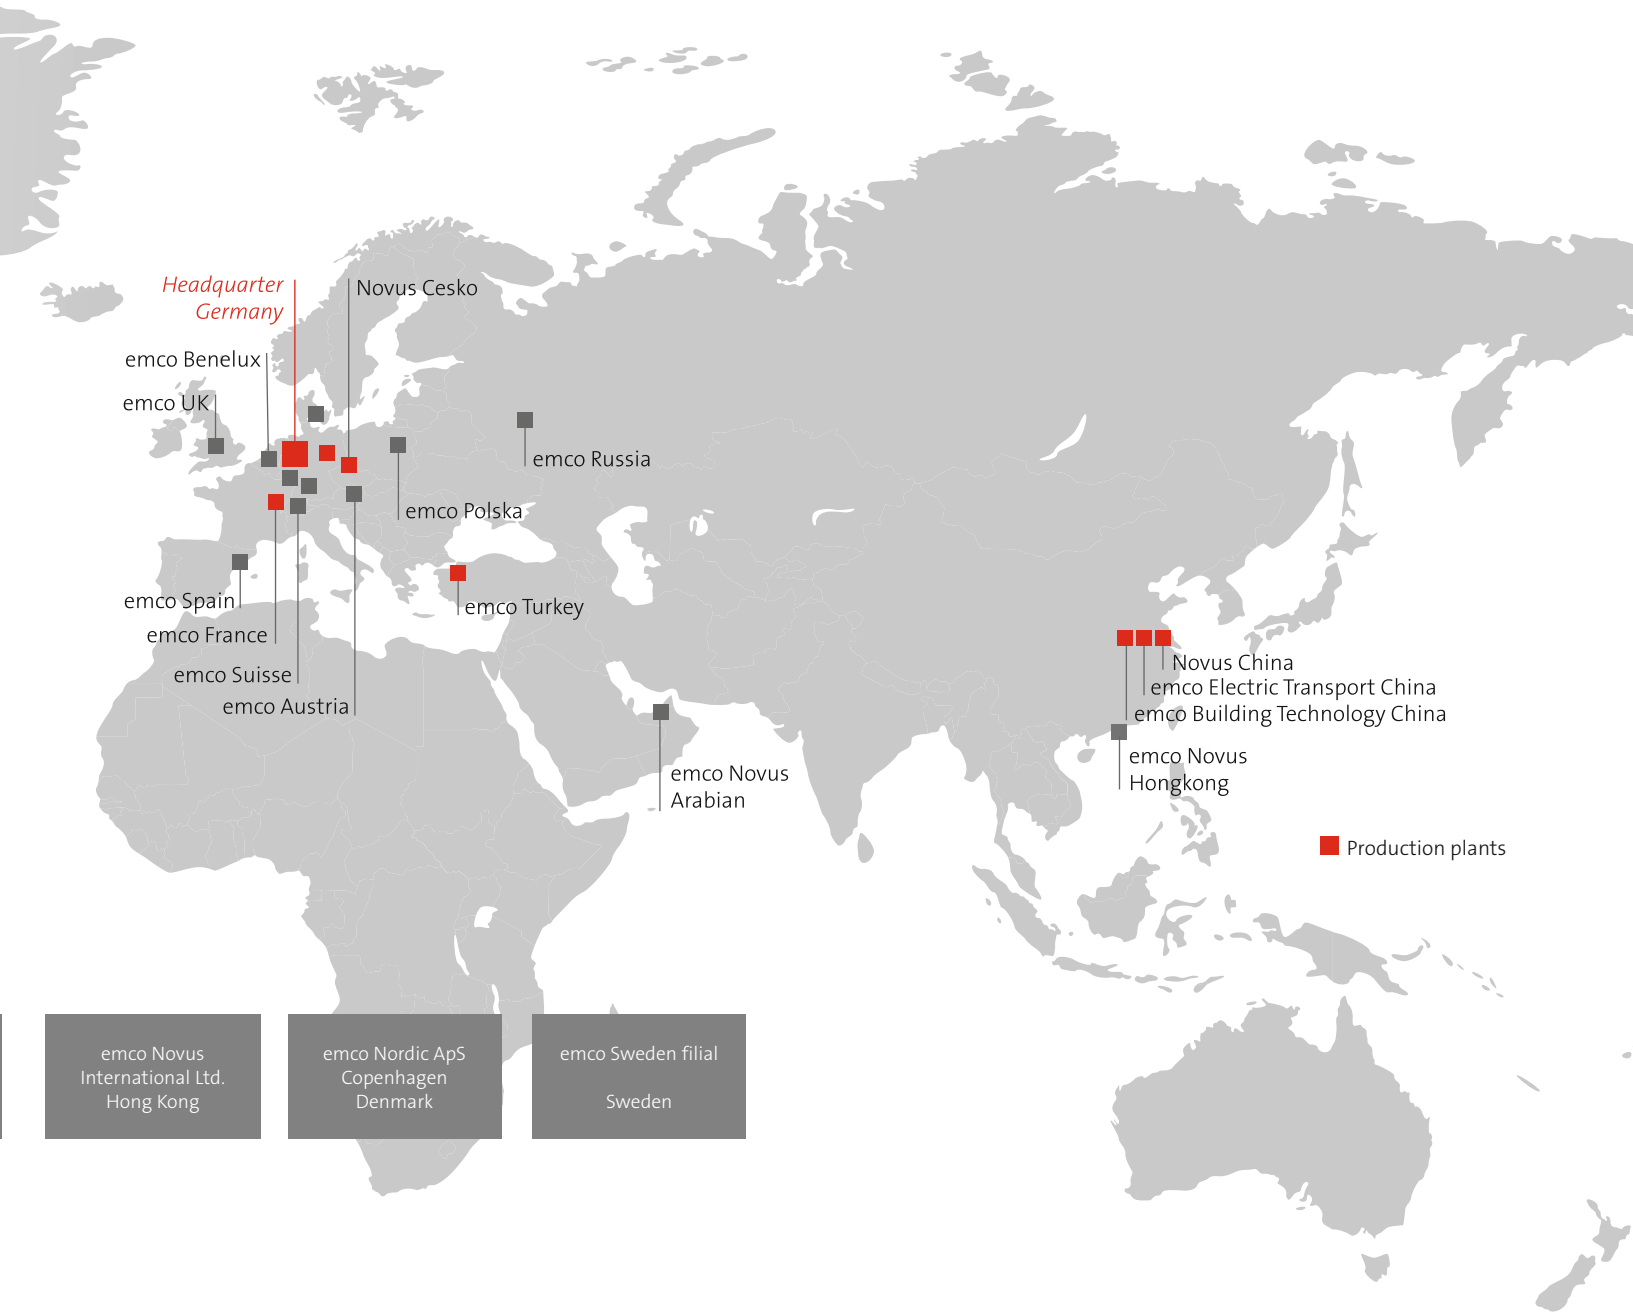 Headquarter
Germany
Novus Cesko
emco Benelux
emco UK
emco Russia
emco Polska
emco Spain
emco Turkey
emco France
emco Suisse
emco Austria
Novus China
emco Electric Transport China
emco Building Technology China
emco Novus
Hongkong
emco Novus
Arabian
Production plants
emco Novus
International Ltd.
Hong Kong
emco Nordic ApS
Copenhagen
Denmark
emco Sweden filial
Sweden